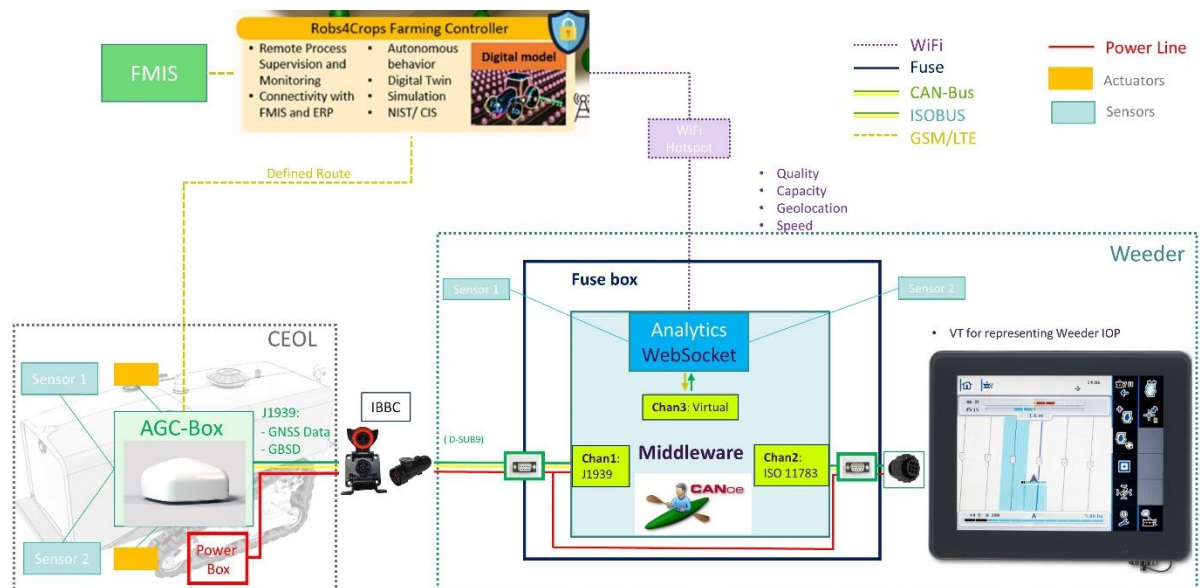 Robs4Crops Farming Controller
• Remote Process
Supervision and
Monitoring
• Connectivity with
FMIS and ERP
• Autonomous
behavior
• Digital Twin
• Simulation
• NIST/ CIS
Digital model
FMIS
WiFi
Fuse
CAN-Bus
ISOBUS
GSM/LTE
Power Line
Actuators
Sensors
WiFi
Hotspot
Defined Route
• Quality
• Capacity
• Geolocation
• Speed
Weeder
Fuse box
Sensor 1
Sensor 2
Analytics
WebSocket
Chan3: Virtual
Middleware
Chan1:
J1939
Chan2:
ISO 11783
CANoe
• VT for representing Weeder IOP
CEOL
Sensor 1
AGC-Box
J1939:
- GNSS Data
- GBSD
Sensor 2
Power
Box
IBBC
( D-SUB9)
1.6 m
A